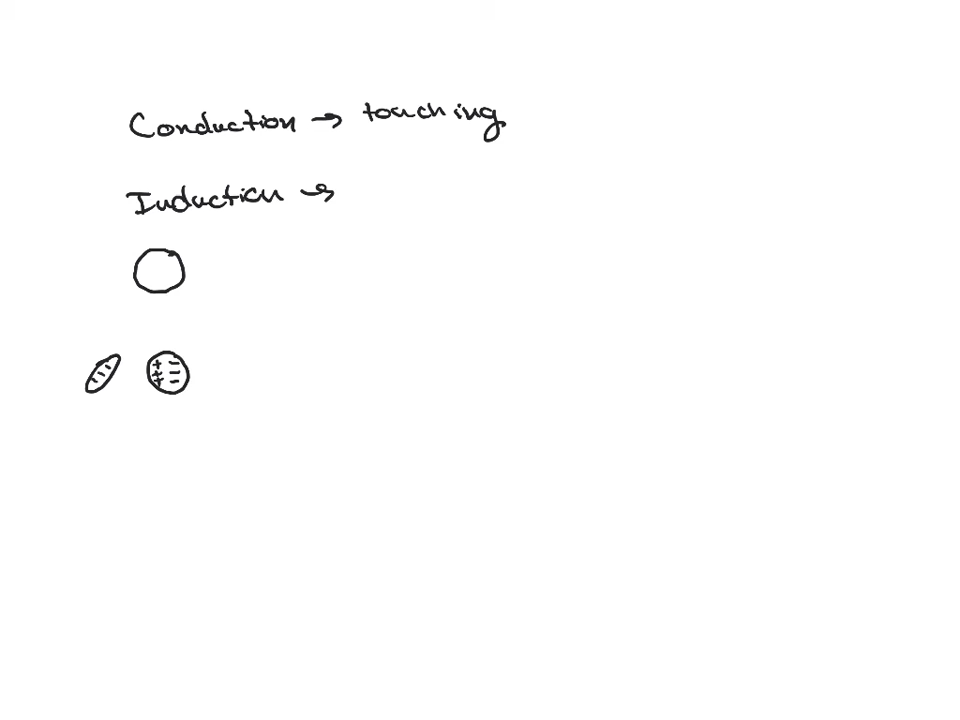 Conduction → touching
Induction →
+ -
+ -
+ -